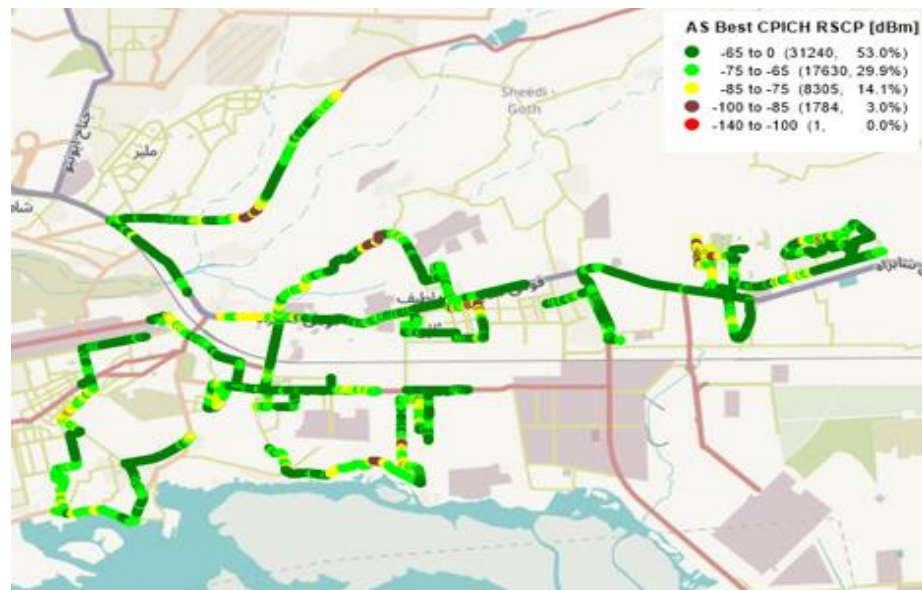 AS Best CPICH RSCP [dBm]
-65 to 0 (31240, 53.0%)
-75 to -65 (17630, 29.9%)
-85 to -75 (8305, 14.1%)
-100 to -85 (1784, 3.0%)
-140 to -100 (1, 0.0%)
Sheedi
Goth
ملیر
جناح ایونیو